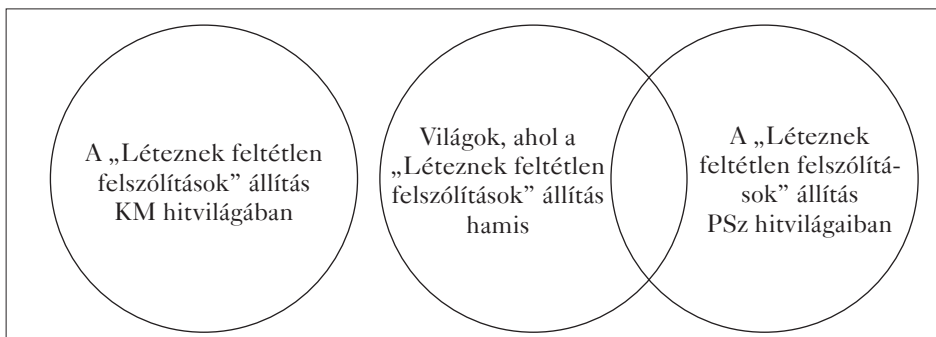 A „Léteznek feltétlen
felszólítások” állítás
KM hitvilágában
Világok, ahol a
„Léteznek feltétlen
felszólítások” állítás
hamis
A „Léteznek
feltétlen felszólítá-
sok” állítás
PSz hitvilágaiban